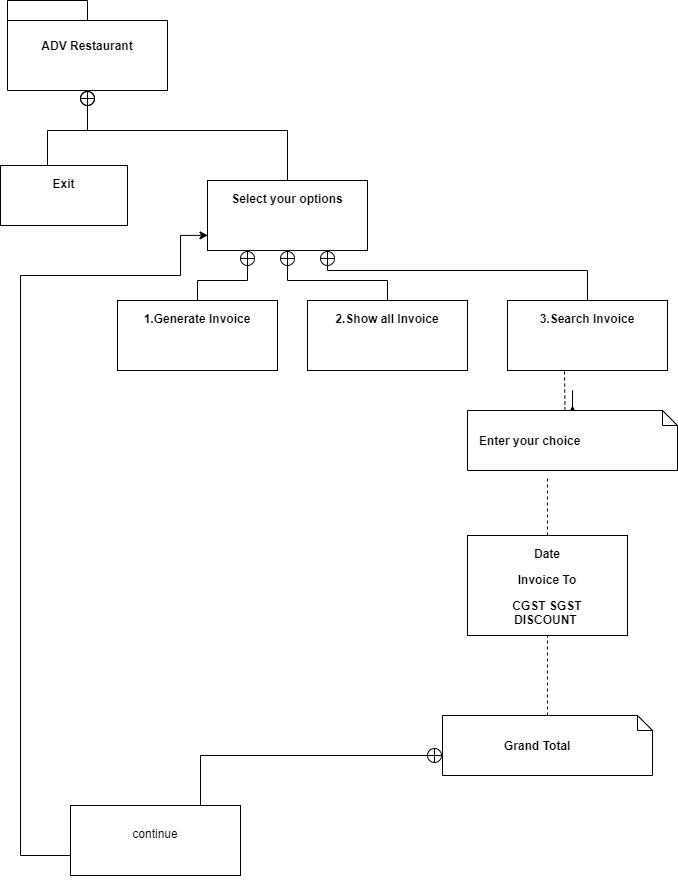 ADV Restaurant
Exit
Select your options
1.Generate Invoice
2.Show all Invoice
3.Search Invoice
Enter your choice
Date
Invoice To
CGST SGST
DISCOUNT
Grand Total
continue